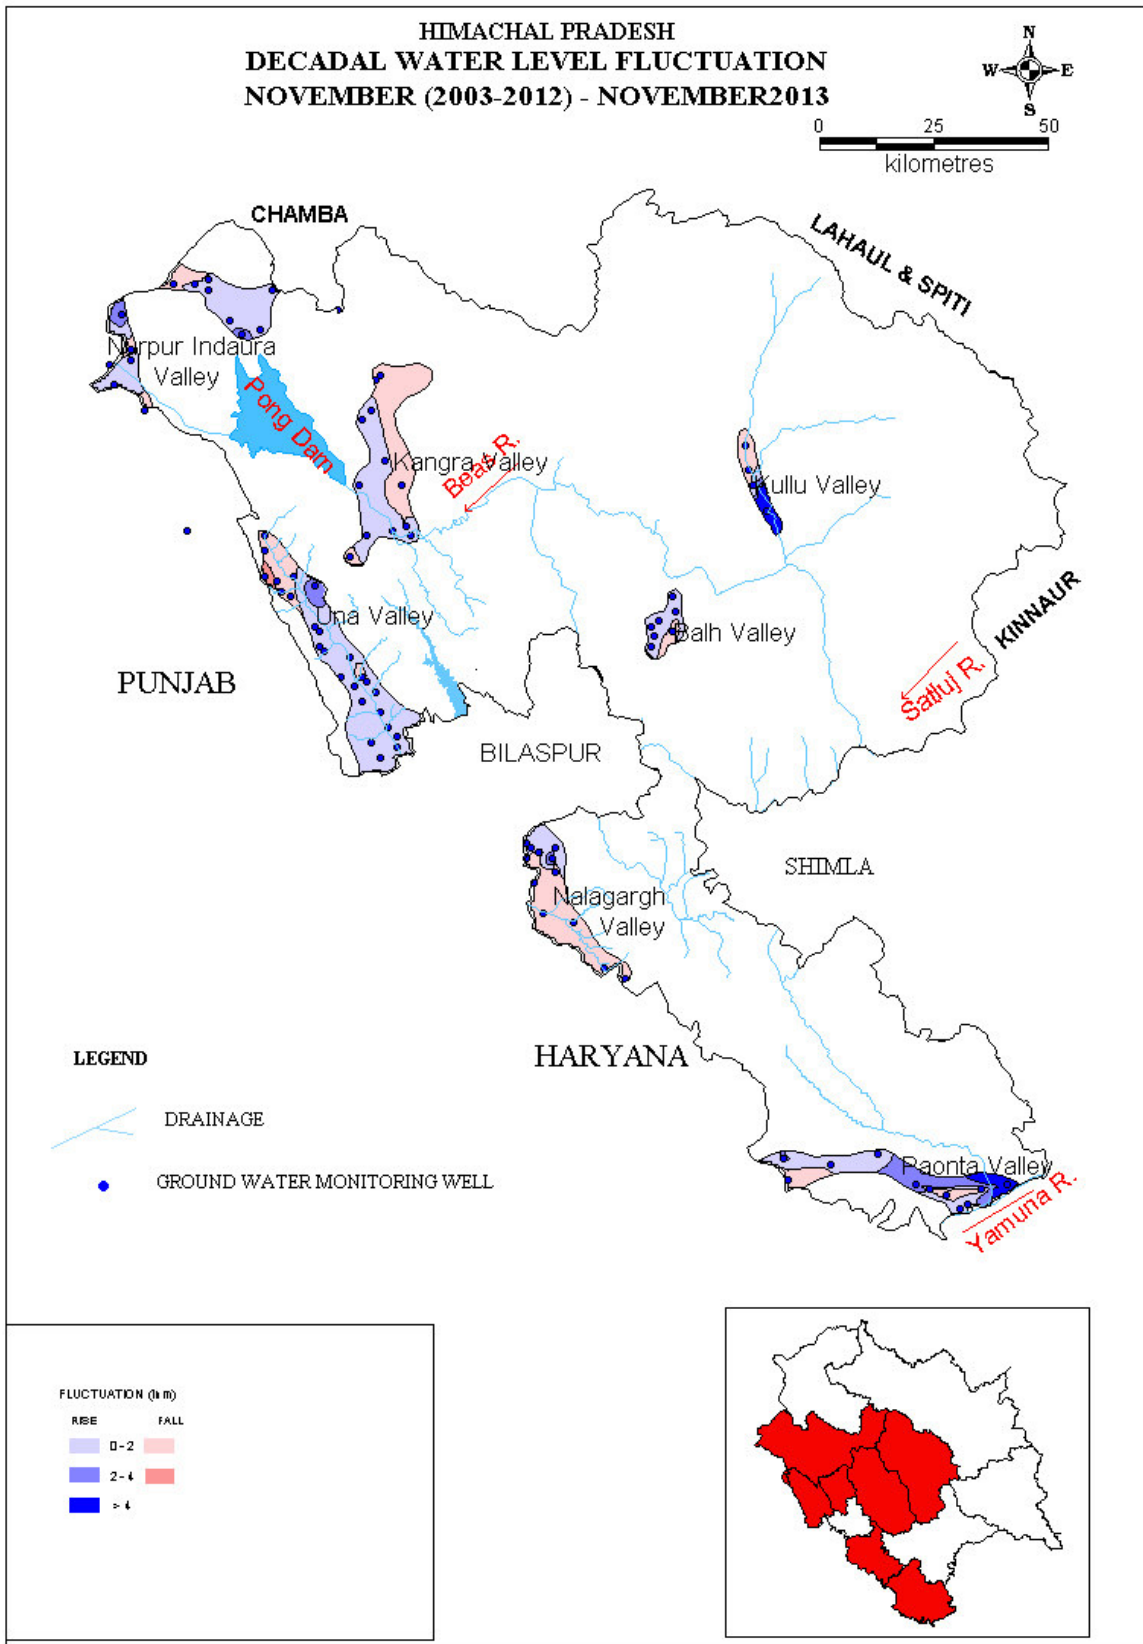 HIMACHAL PRADESH
DECADAL WATER LEVEL FLUCTUATION
NOVEMBER (2003-2012) - NOVEMBER2013
N
W E
S
0 25 50
kilometres
CHAMBA
LAHAUL & SPITI
Nurpur Indaura
Valley
Pong Dam
Kangra Valley
Beas R.
Kullu Valley
Una Valley
Balh Valley
KINNAUR
Satluj R.
PUNJAB
BILASPUR
SHIMLA
Nalagargh
Valley
HARYANA
LEGEND
DRAINAGE
GROUND WATER MONITORING WELL
Paonta Valley
Yamuna R.
FLUCTUATION (in m)
RISE FALL
0-2
2-4
>4